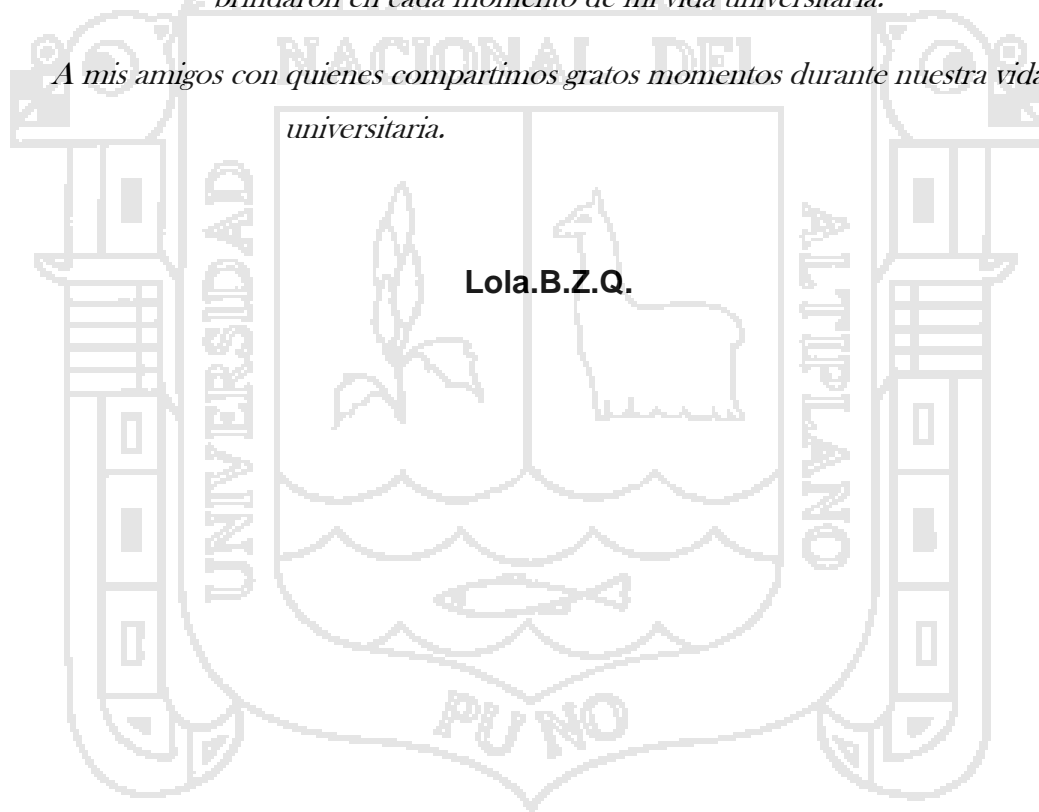 brindaron en cada momento de mi vida universitaria.
NACIONAL DEL
A mis amigos con quienes compartimos gratos momentos durante nuestra vida
universitaria.
UNIVERSIDAD
ALTIPLANO
Lola.B.Z.Q.
PUNO